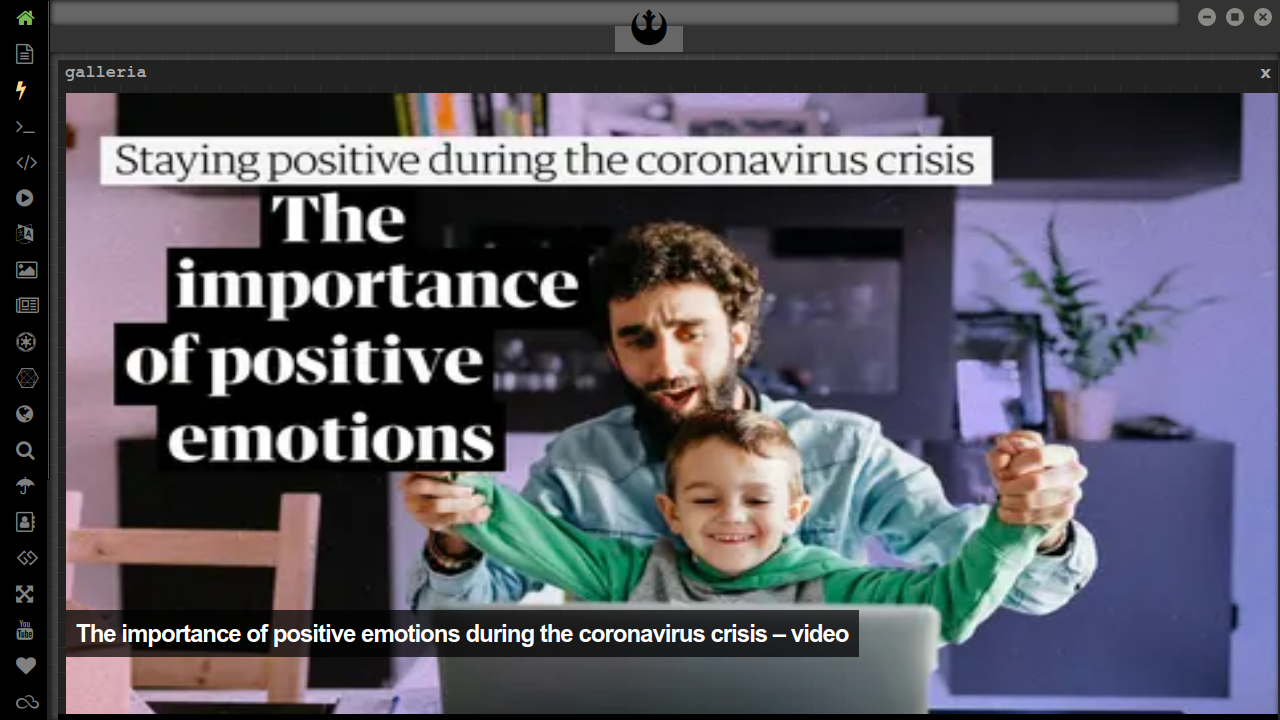 galleria
x
Staying positive during the coronavirus crisis
The
importance
of positive
emotions
The importance of positive emotions during the coronavirus crisis – video
You
Tube